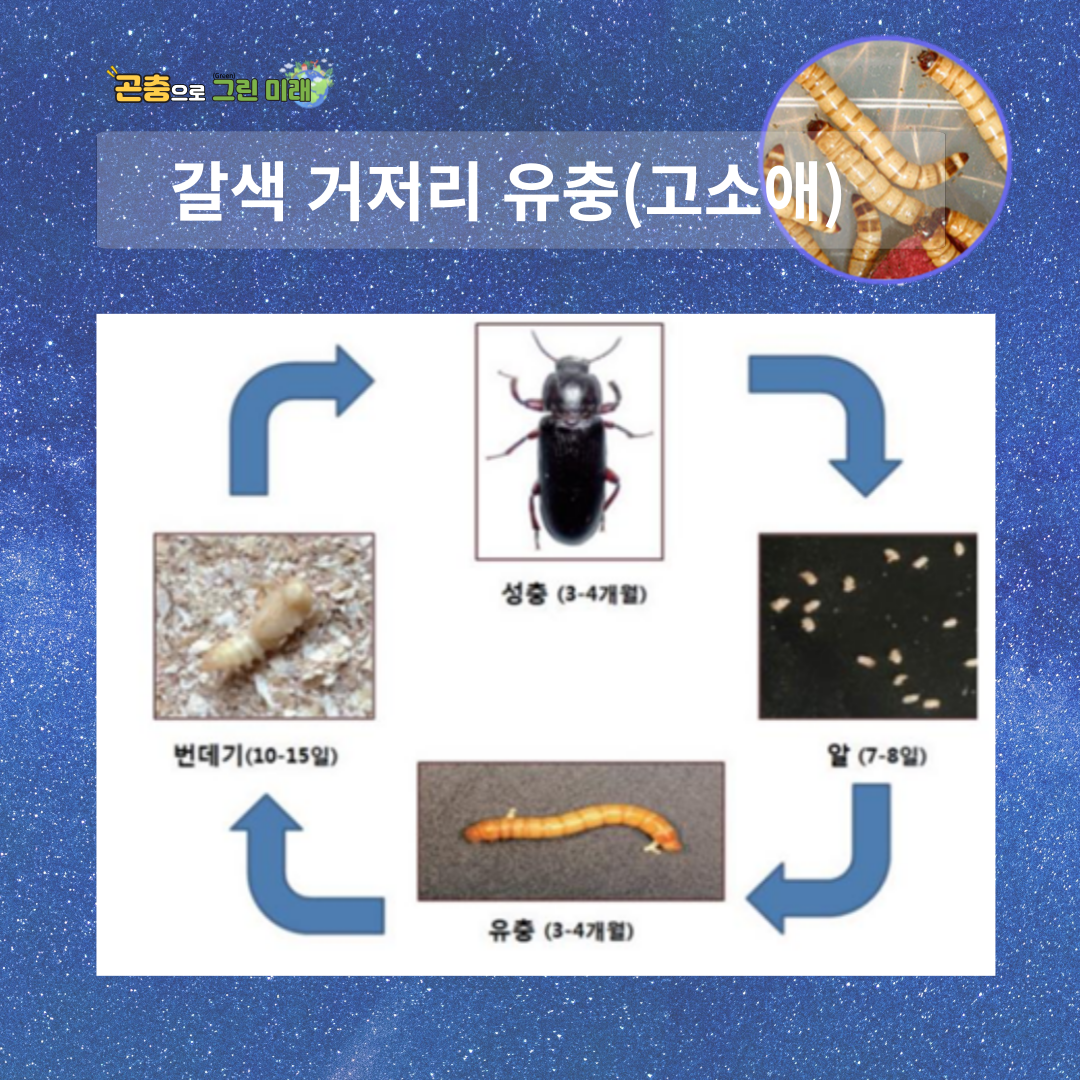 (Green)
곤충으로 그린 미래
갈색 거저리 유충(고소애)
성충 (3-4개월)
번데기(10-15일)
알 (7-8일)
유충 (3-4개월)